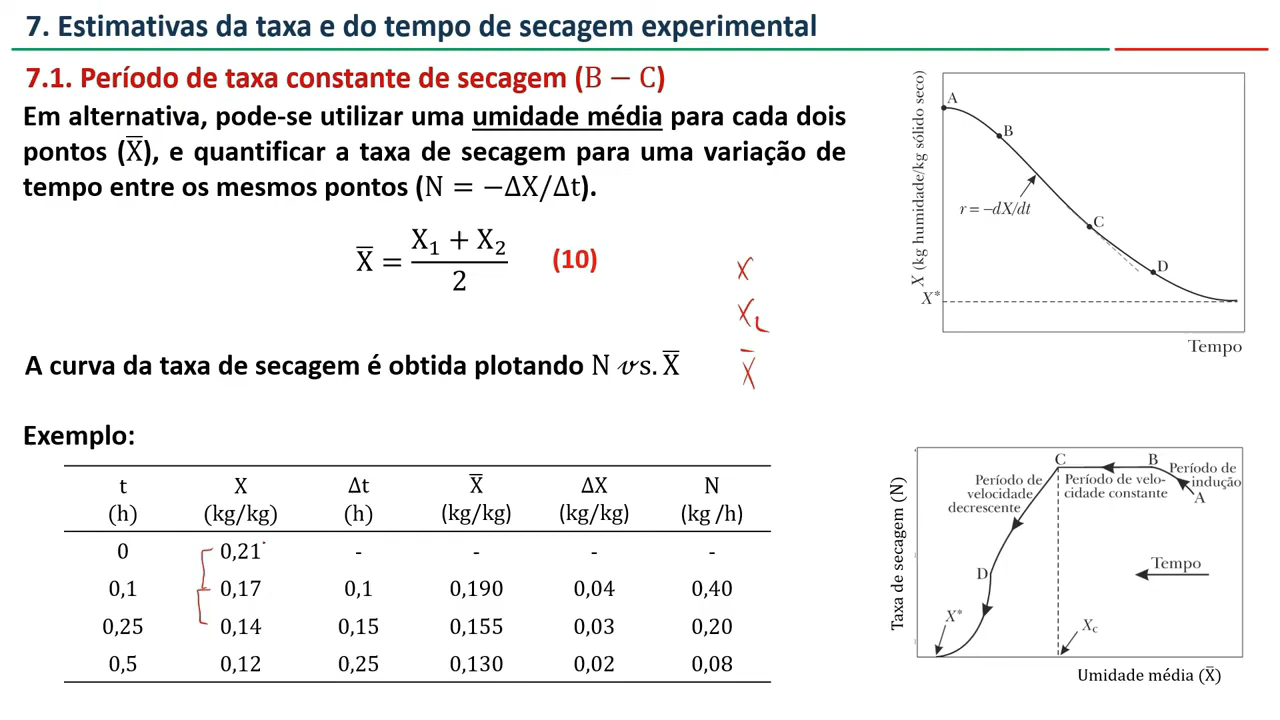 7. Estimativas da taxa e do tempo de secagem experimental
7.1. Período de taxa constante de secagem (B − C)
Em alternativa, pode-se utilizar uma umidade média para cada dois
pontos (X̅), e quantificar a taxa de secagem para uma variação de
tempo entre os mesmos pontos (N = −ΔX/Δt).
X̅ = (X₁ + X₂)/2 (10)
X
X̅
A curva da taxa de secagem é obtida plotando N vs. X̅
Exemplo:
t X Δt X̅ ΔX N
(h) (kg/kg) (h) (kg/kg) (kg/kg) (kg /h)
0 0,21 - - - -
0,1 0,17 0,1 0,190 0,04 0,40
0,25 0,14 0,15 0,155 0,03 0,20
0,5 0,12 0,25 0,130 0,02 0,08
X (kg humidade/kg sólido seco)
A
B
r = −dX/dt
C
D
X*
Tempo
Taxa de secagem (N)
C
B
Período de
velocidade
decrescente
Período de velo-
cidade constante
Período de
indução
A
D
Tempo
X*
Xc
Umidade média (X̅)